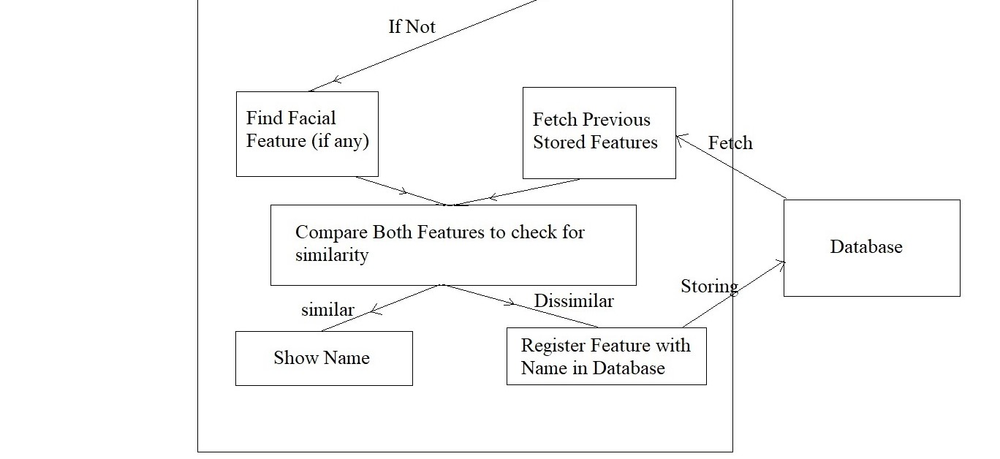 If Not
Find Facial
Feature (if any)
Fetch Previous
Stored Features
Fetch
Compare Both Features to check for
similarity
Database
similar
Dissimilar
Storing
Show Name
Register Feature with
Name in Database